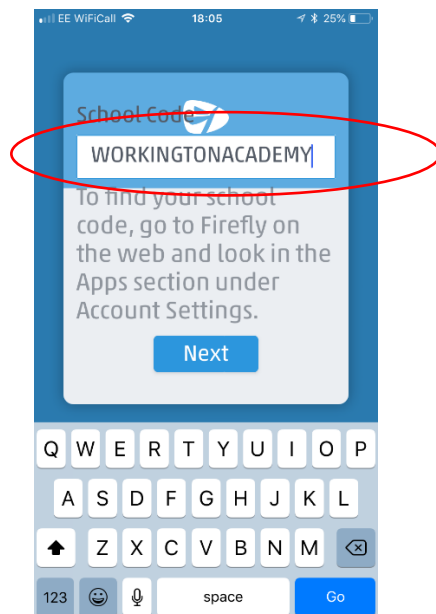 EE WiFiCall 18:05 25%
School Code
WORKINGTONACADEMY
To find your school
code, go to Firefly on
the web and look in the
Apps section under
Account Settings.
Next
Q W E R T Y U I O P
A S D F G H J K L
Z X C V B N M
123 space Go